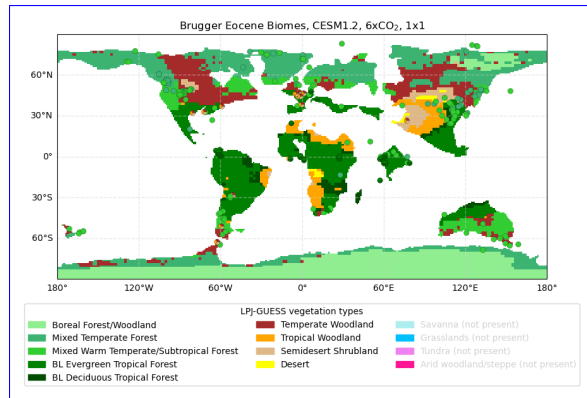 Brugger Eocene Biomes, CESM1.2, 6xCO₂, 1x1
60°N
30°N
0°
30°S
60°S
180° 120°W 60°W 0° 60°E 120°E 180°
LPJ-GUESS vegetation types
Boreal Forest/Woodland
Mixed Temperate Forest
Mixed Warm Temperate/Subtropical Forest
BL Evergreen Tropical Forest
BL Deciduous Tropical Forest
Temperate Woodland
Tropical Woodland
Semidesert Shrubland
Desert
Savanna (not present)
Grasslands (not present)
Tundra (not present)
Arid woodland/steppe (not present)